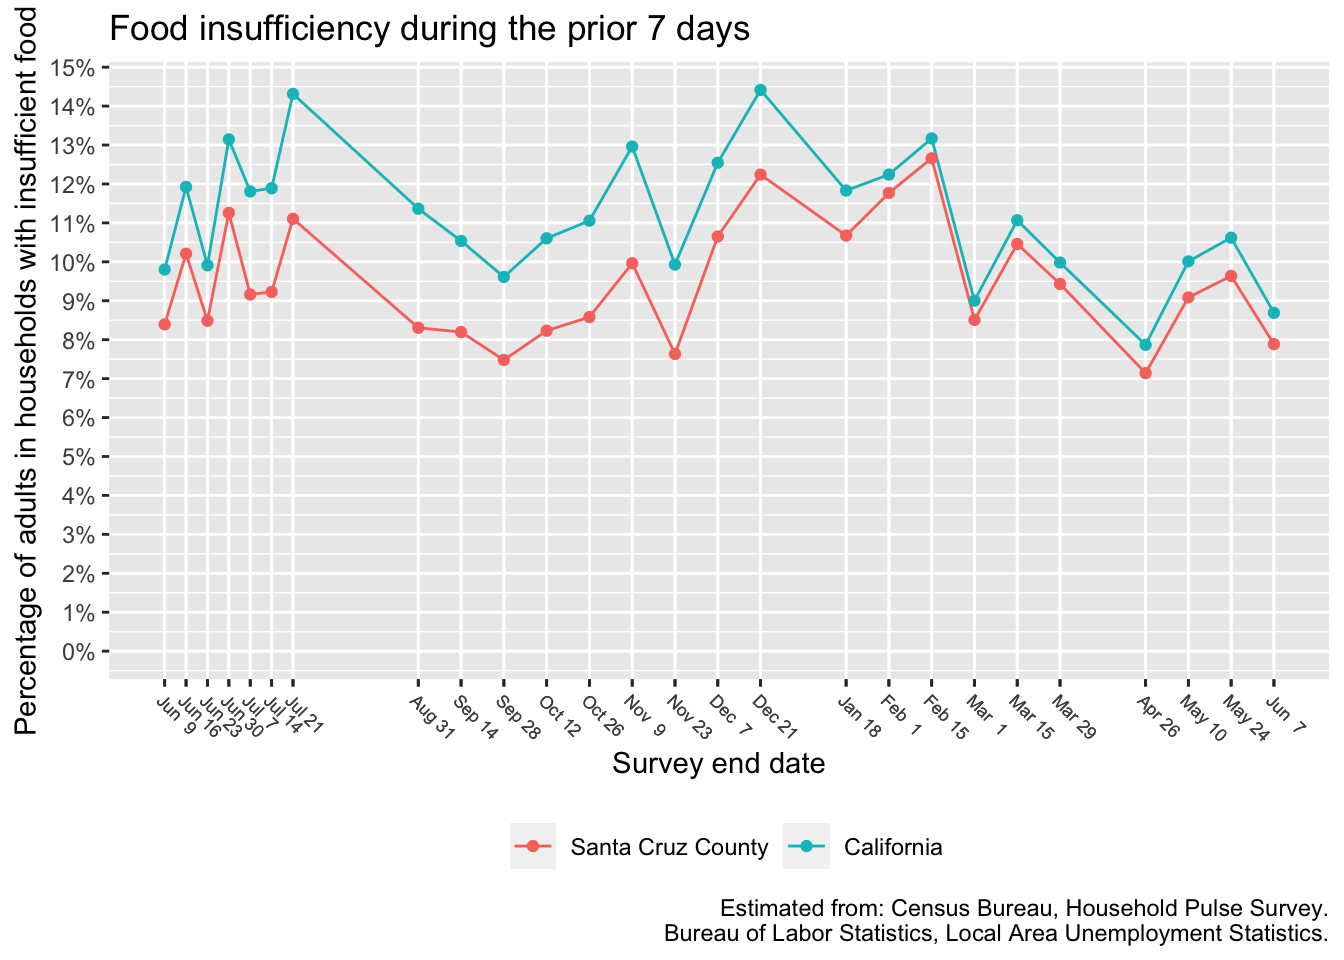 Food insufficiency during the prior 7 days
Percentage of adults in households with insufficient food
15%
14%
13%
12%
11%
10%
9%
8%
7%
6%
5%
4%
3%
2%
1%
0%
Jun 9
Jun 16
Jun 23
Jun 30
Jul 7
Jul 14
Jul 21
Aug 31
Sep 14
Sep 28
Oct 12
Oct 26
Nov 9
Nov 23
Dec 7
Dec 21
Jan 18
Feb 1
Feb 15
Mar 1
Mar 15
Mar 29
Apr 26
May 10
May 24
Jun 7
Survey end date
Santa Cruz County
California
Estimated from: Census Bureau, Household Pulse Survey.
Bureau of Labor Statistics, Local Area Unemployment Statistics.